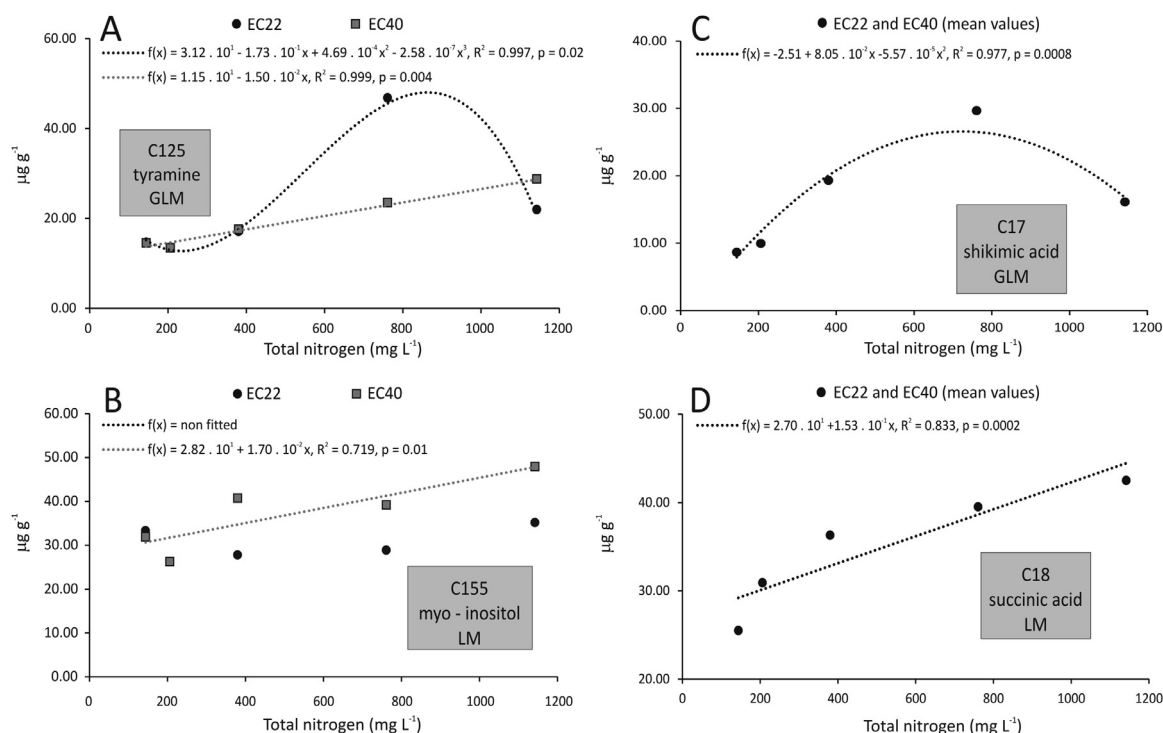 A
EC22 EC40
f(x) = 3.12 . 10¹ - 1.73 . 10⁻¹x + 4.69 . 10⁻⁴x² - 2.58 . 10⁻⁷x³, R² = 0.997, p = 0.02
f(x) = 1.15 . 10¹ - 1.50 . 10⁻²x, R² = 0.999, p = 0.004
60.00
40.00
20.00
0.00
µg g⁻¹
C125
tyramine
GLM
0 200 400 600 800 1000 1200
Total nitrogen (mg L⁻¹)
C
EC22 and EC40 (mean values)
f(x) = -2.51 + 8.05 . 10⁻²x -5.57 . 10⁻⁵x², R² = 0.977, p = 0.0008
40.00
30.00
20.00
10.00
0.00
µg g⁻¹
C17
shikimic acid
GLM
0 200 400 600 800 1000 1200
Total nitrogen (mg L⁻¹)
B
EC22 EC40
f(x) = non fitted
f(x) = 2.82 . 10¹ + 1.70 . 10⁻²x, R² = 0.719, p = 0.01
60.00
50.00
40.00
30.00
20.00
10.00
0.00
µg g⁻¹
C155
myo - inositol
LM
0 200 400 600 800 1000 1200
Total nitrogen (mg L⁻¹)
D
EC22 and EC40 (mean values)
f(x) = 2.70 . 10¹ +1.53 . 10⁻¹x, R² = 0.833, p = 0.0002
50.00
40.00
30.00
20.00
µg g⁻¹
C18
succinic acid
LM
0 200 400 600 800 1000 1200
Total nitrogen (mg L⁻¹)